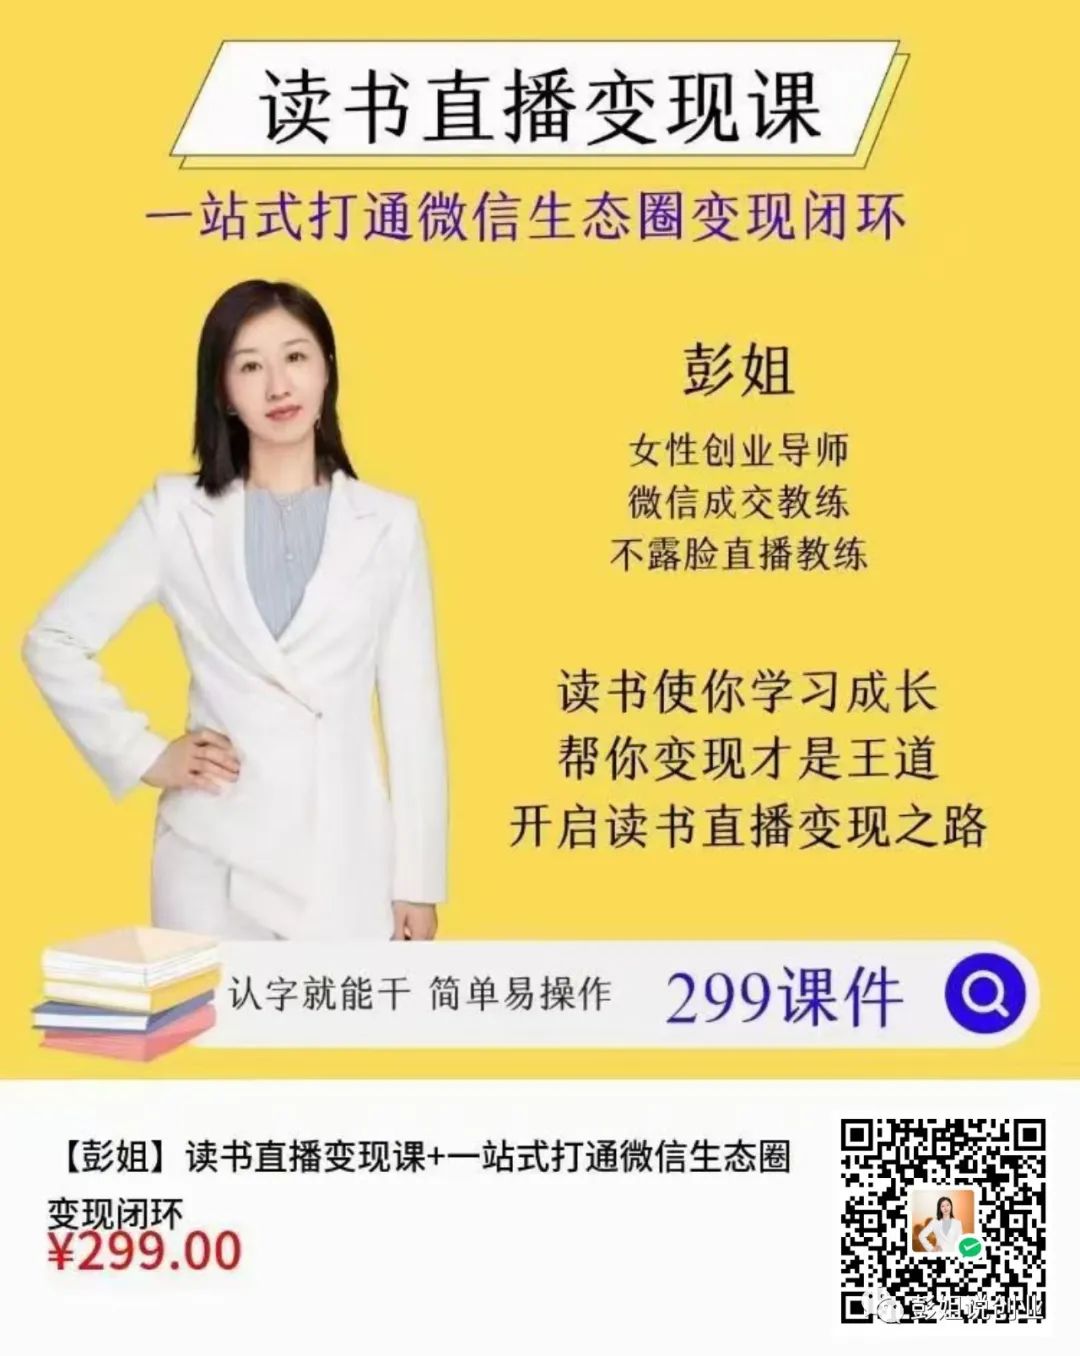 读书直播变现课
一站式打通微信生态圈变现闭环
彭姐
女性创业导师
微信成交教练
不露脸直播教练
读书使你学习成长
帮你变现才是王道
开启读书直播变现之路
认字就能干 简单易操作 299课件
【彭姐】读书直播变现课+一站式打通微信生态圈
变现闭环
¥299.00
彭姐说创业